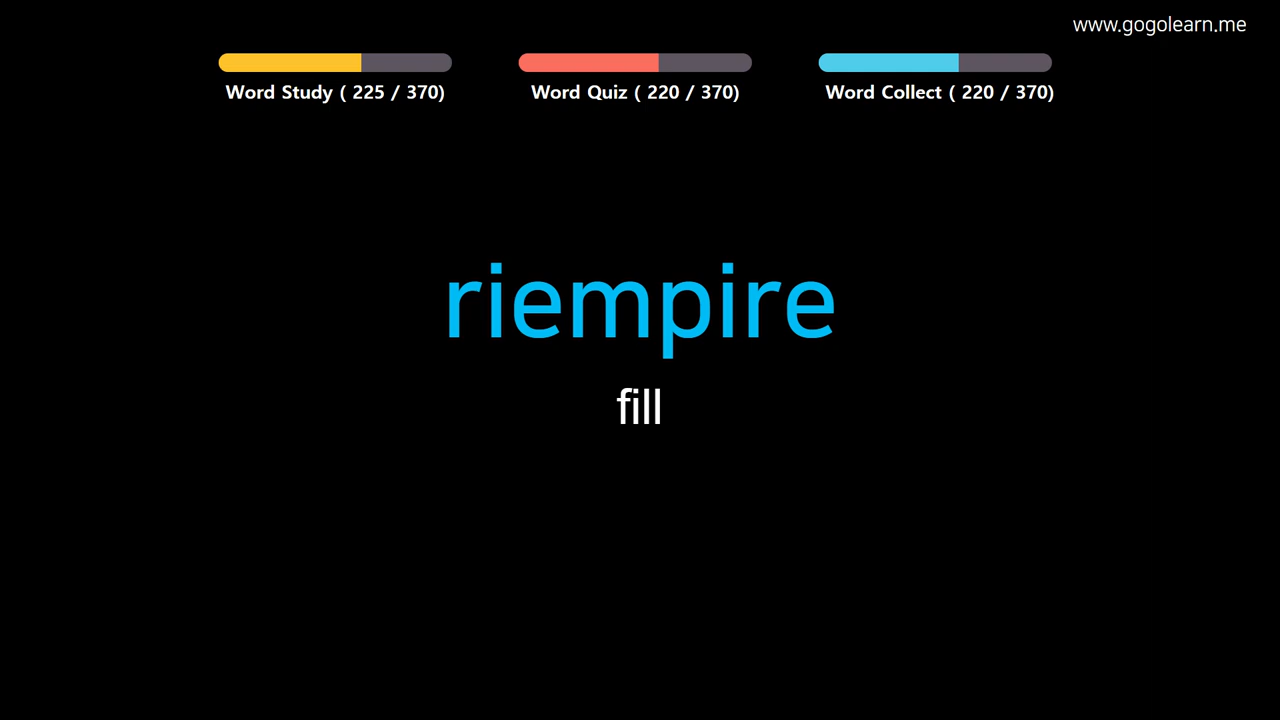 www.gogolearn.me
Word Study ( 225 / 370)
Word Quiz ( 220 / 370)
Word Collect ( 220 / 370)
riempire
fill